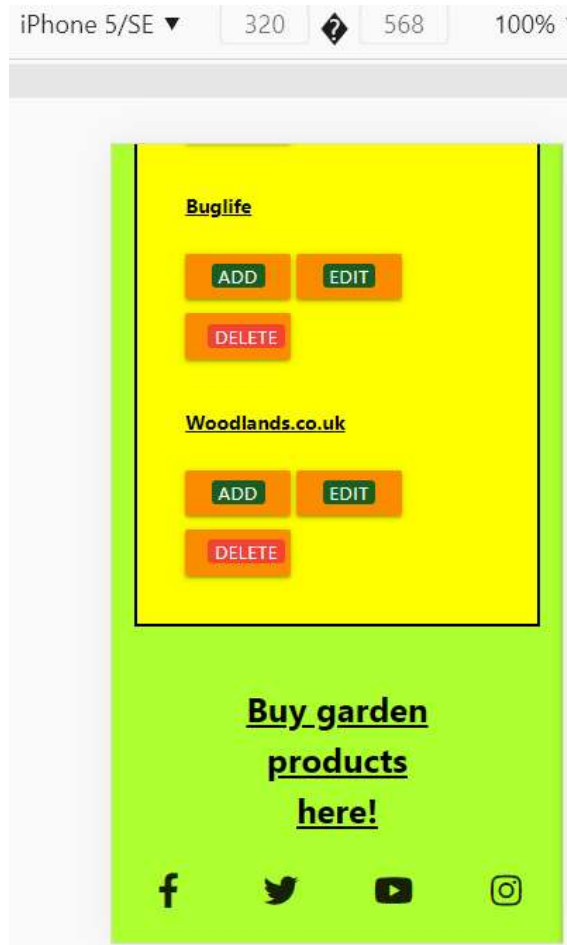 iPhone 5/SE ▼ 320 � 568 100%
Buglife
ADD EDIT
DELETE
Woodlands.co.uk
ADD EDIT
DELETE
Buy garden
products
here!